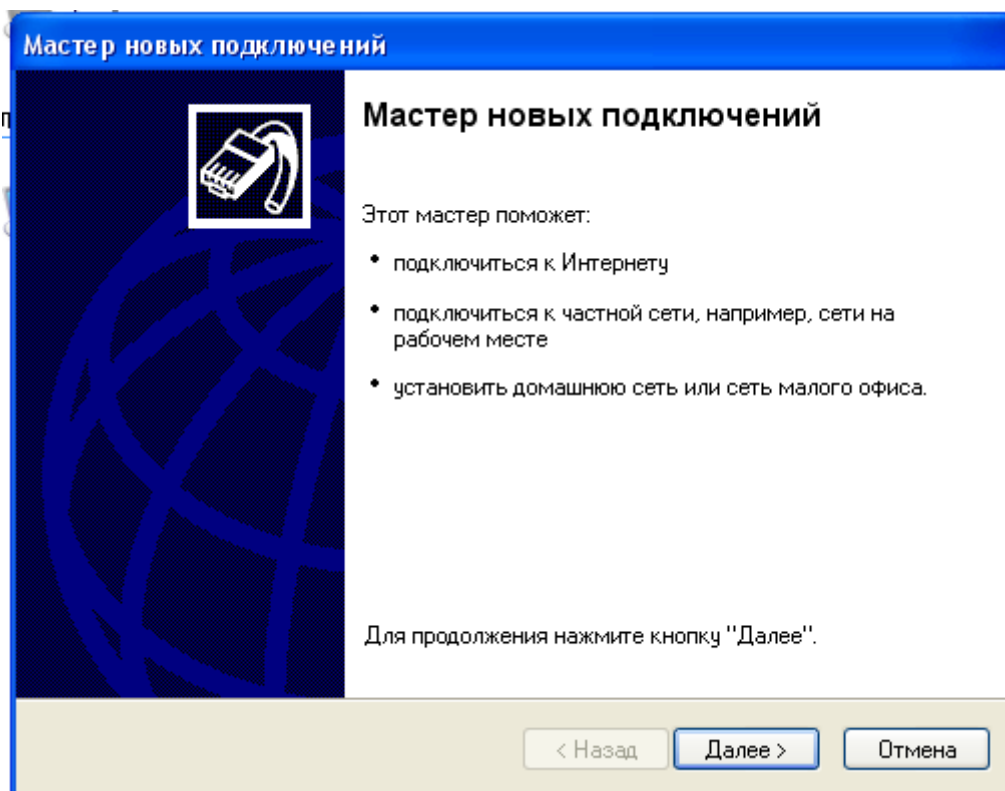 Мастер новых подключений
Мастер новых подключений
Этот мастер поможет:
• подключиться к Интернету
• подключиться к частной сети, например, сети на
рабочем месте
• установить домашнюю сеть или сеть малого офиса.
Для продолжения нажмите кнопку "Далее".
< Назад
Далее >
Отмена